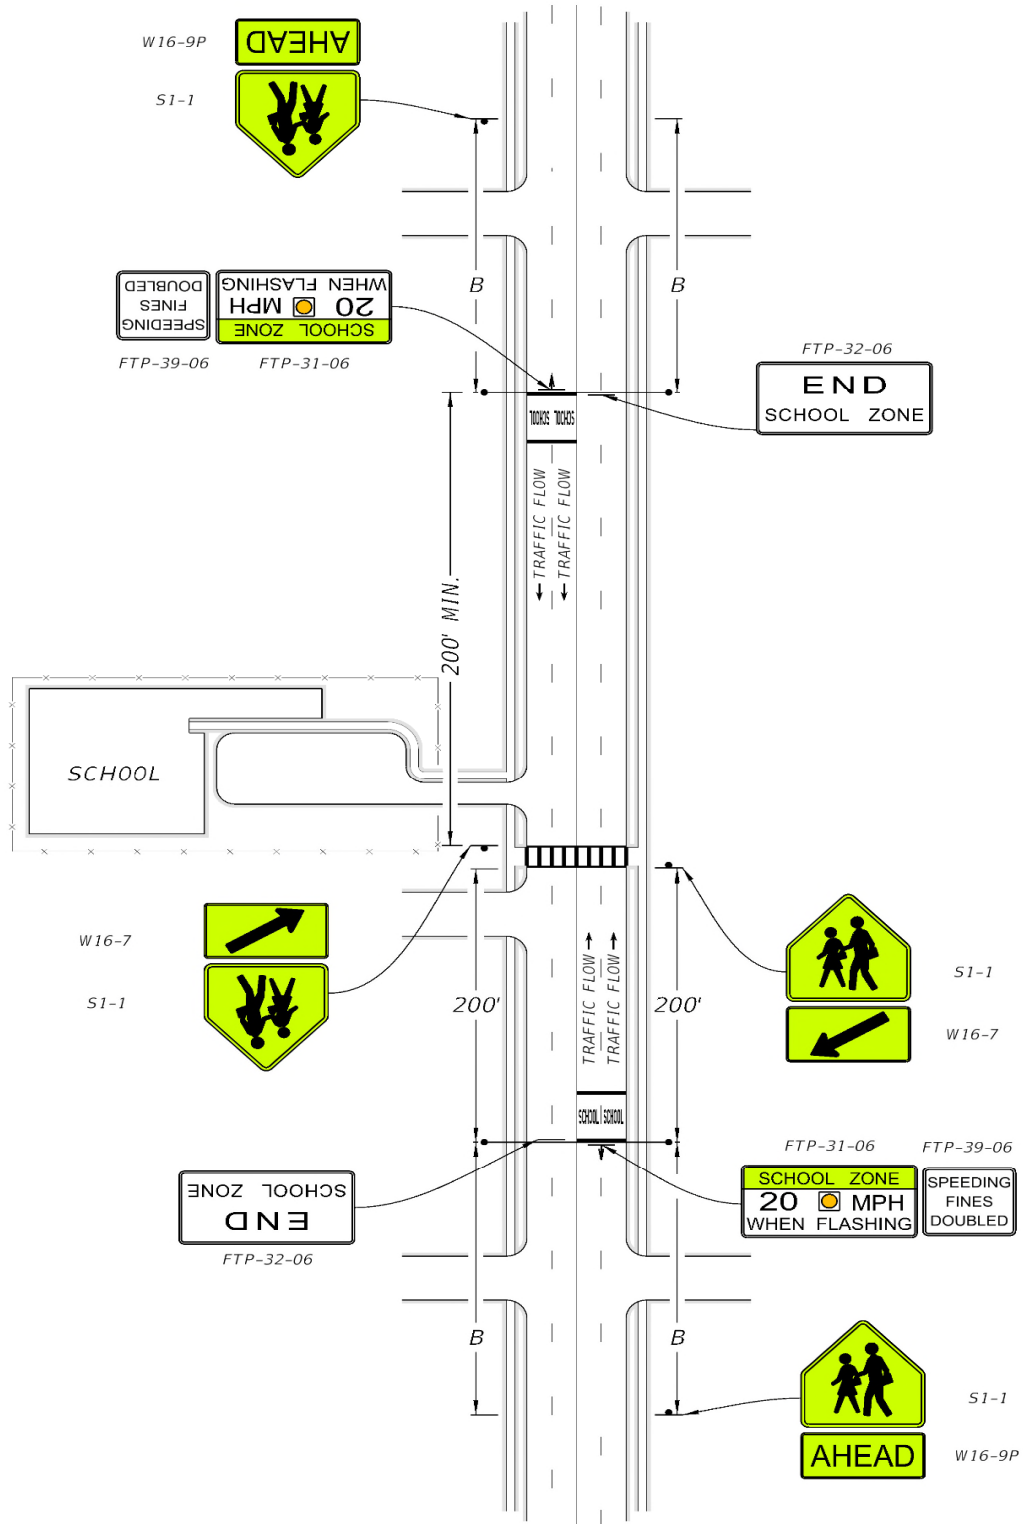 W16-9P
AHEAD
S1-1
SPEEDING
FINES
DOUBLED
SCHOOL ZONE
20 MPH
WHEN FLASHING
FTP-39-06
FTP-31-06
B
B
FTP-32-06
END
SCHOOL ZONE
SCHOOL SCHOOL
TRAFFIC FLOW
TRAFFIC FLOW
200' MIN.
SCHOOL
W16-7
S1-1
S1-1
W16-7
200'
200'
TRAFFIC FLOW
TRAFFIC FLOW
SCHOOL SCHOOL
END
SCHOOL ZONE
FTP-32-06
FTP-31-06
FTP-39-06
SCHOOL ZONE
20 MPH
WHEN FLASHING
SPEEDING
FINES
DOUBLED
B
B
S1-1
AHEAD
W16-9P